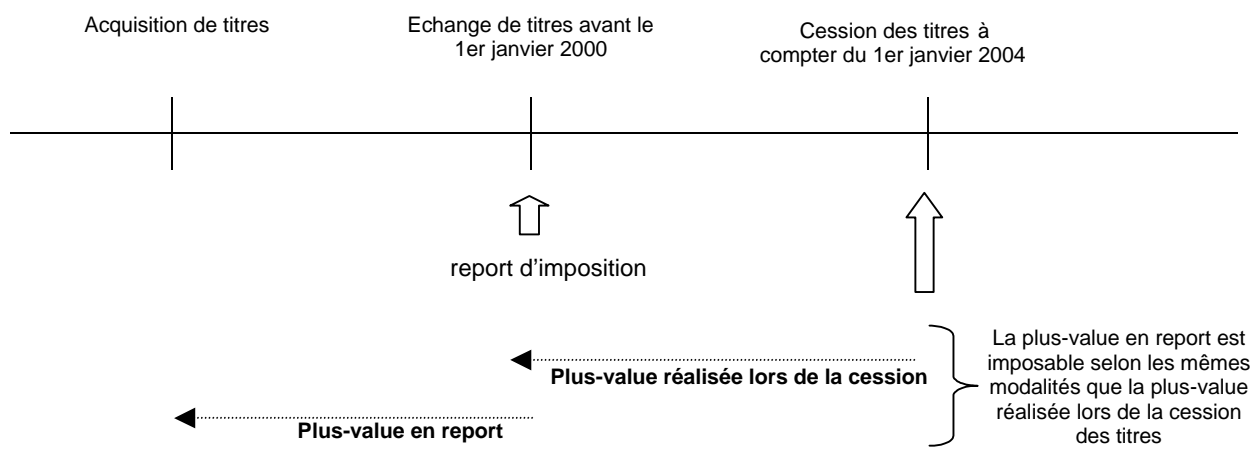 Acquisition de titres
Echange de titres avant le
1er janvier 2000
Cession des titres à
compter du 1er janvier 2004
report d'imposition
Plus-value réalisée lors de la cession
Plus-value en report
La plus-value en report est
imposable selon les mêmes
modalités que la plus-value
réalisée lors de la cession
des titres